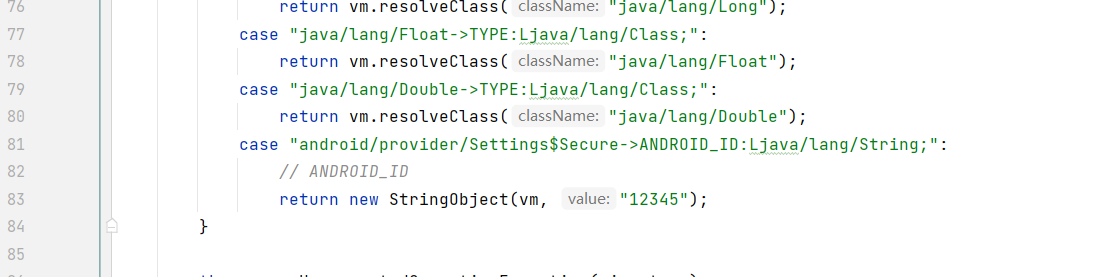 76 return vm.resolveClass( className: "java/lang/Long");
77 case "java/lang/Float->TYPE:Ljava/lang/Class;":
78 return vm.resolveClass( className: "java/lang/Float");
79 case "java/lang/Double->TYPE:Ljava/lang/Class;":
80 return vm.resolveClass( className: "java/lang/Double");
81 case "android/provider/Settings$Secure->ANDROID_ID:Ljava/lang/String;":
82 // ANDROID_ID
83 return new StringObject(vm, value: "12345");
84 }
85